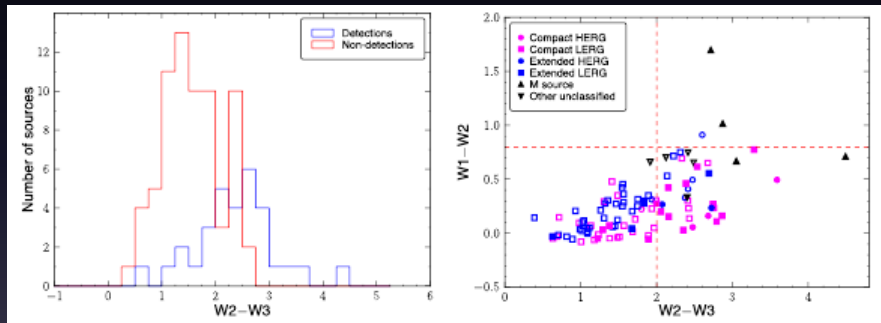 Number of sources
12
10
8
6
4
2
0
-1
0
1
2
3
4
5
6
W2−W3
Detections
Non-detections
W1−W2
2.0
1.5
1.0
0.5
0.0
−0.5
0
1
2
3
4
W2−W3
Compact HERG
Compact LERG
Extended HERG
Extended LERG
M source
Other unclassified